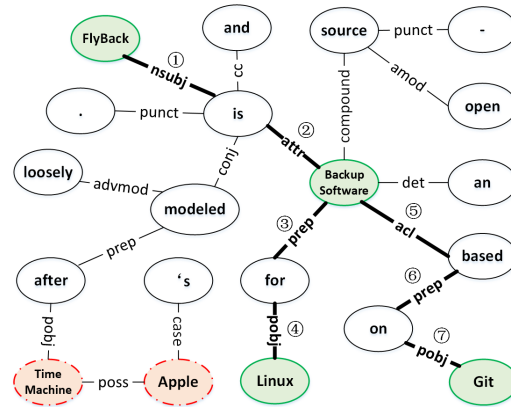 FlyBack
①
nsubj
and
cc
source
punct
-
amod
open
.
punct
is
②
attr
compound
loosely
advmod
conj
modeled
Backup
Software
det
an
③
prep
⑤
acl
prep
after
's
for
⑥
prep
based
pobj
case
pobj
④
on
⑦
pobj
Time
Machine
poss
Apple
Linux
Git